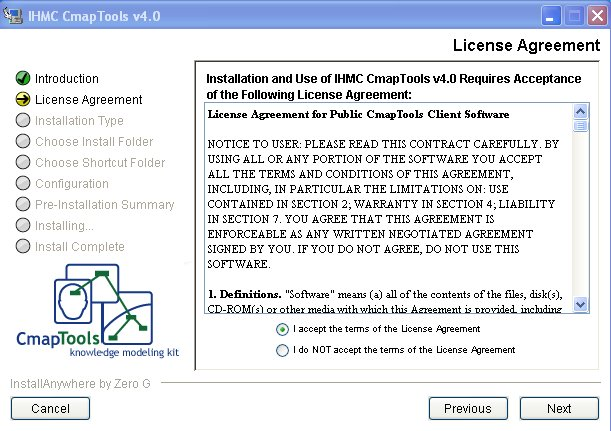 IHMC CmapTools v4.0
License Agreement
Introduction
License Agreement
Installation Type
Choose Install Folder
Choose Shortcut Folder
Configuration
Pre-Installation Summary
Installing...
Install Complete
CmapTools
knowledge modeling kit
Installation and Use of IHMC CmapTools v4.0 Requires Acceptance
of the Following License Agreement:
License Agreement for Public CmapTools Client Software
NOTICE TO USER: PLEASE READ THIS CONTRACT CAREFULLY. BY
USING ALL OR ANY PORTION OF THE SOFTWARE YOU ACCEPT
ALL THE TERMS AND CONDITIONS OF THIS AGREEMENT,
INCLUDING, IN PARTICULAR THE LIMITATIONS ON: USE
CONTAINED IN SECTION 2; WARRANTY IN SECTION 4; LIABILITY
IN SECTION 7. YOU AGREE THAT THIS AGREEMENT IS
ENFORCEABLE AS ANY WRITTEN NEGOTIATED AGREEMENT
SIGNED BY YOU. IF YOU DO NOT AGREE, DO NOT USE THIS
SOFTWARE.
1. Definitions. "Software" means (a) all of the contents of the files, disk(s),
CD-ROM(s) or other media with which this Agreement is provided, including
I accept the terms of the License Agreement
I do NOT accept the terms of the License Agreement
InstallAnywhere by Zero G
Cancel
Previous
Next